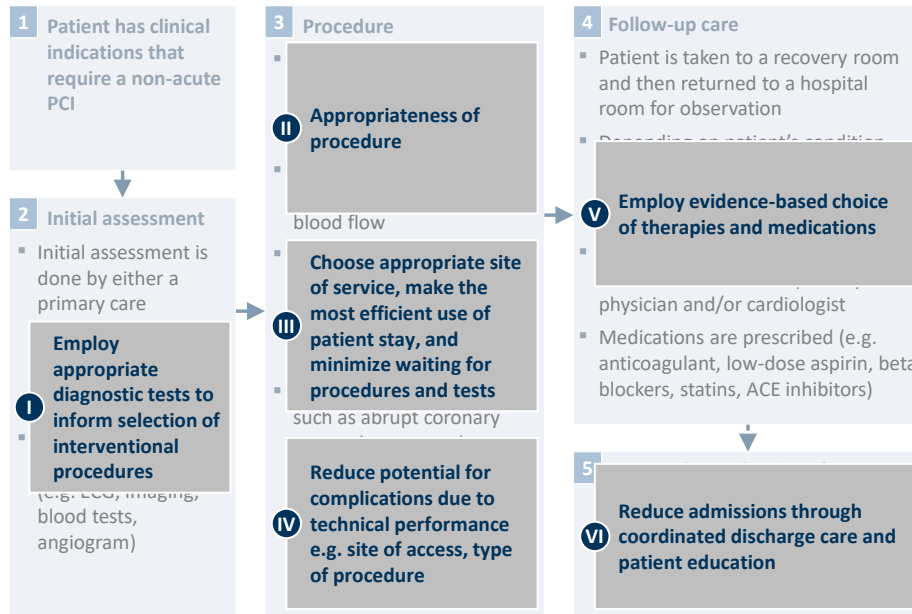 1
Patient has clinical
indications that
require a non-acute
PCI
2
Initial assessment
Initial assessment is
done by either a
primary care
I
Employ
appropriate
diagnostic tests to
inform selection of
interventional
procedures
(e.g. ECG, imaging,
blood tests,
angiogram)
3
Procedure
II
Appropriateness of
procedure
blood flow
III
Choose appropriate site
of service, make the
most efficient use of
patient stay, and
minimize waiting for
procedures and tests
such as abrupt coronary
IV
Reduce potential for
complications due to
technical performance
e.g. site of access, type
of procedure
4
Follow-up care
Patient is taken to a recovery room
and then returned to a hospital
room for observation
Depending on patient's condition
V
Employ evidence-based choice
of therapies and medications
physician and/or cardiologist
Medications are prescribed (e.g.
anticoagulant, low-dose aspirin, beta
blockers, statins, ACE inhibitors)
5
VI
Reduce admissions through
coordinated discharge care and
patient education